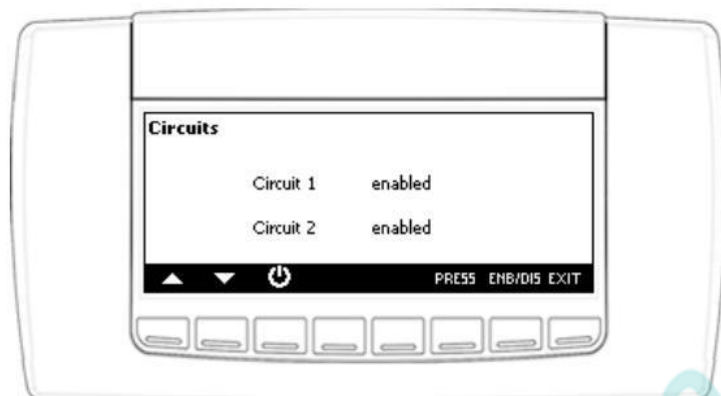 Circuits
Circuit 1 enabled
Circuit 2 enabled
PRESS ENB/DIS EXIT